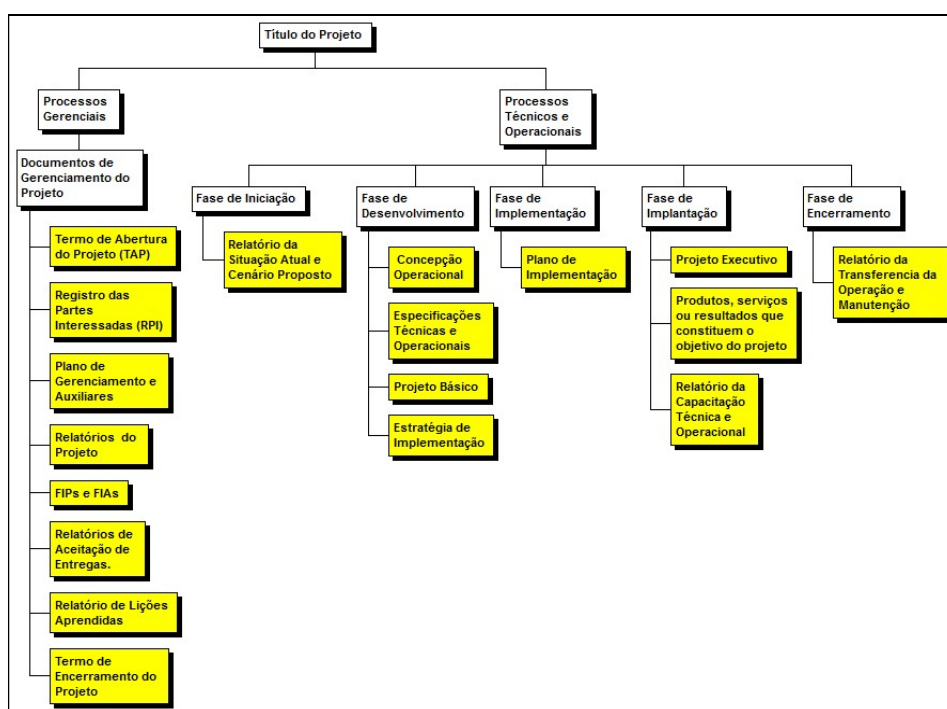 Título do Projeto
Processos
Gerenciais
Documentos de
Gerenciamento do
Projeto
Termo de Abertura
do Projeto (TAP)
Registro das
Partes
Interessadas (RPI)
Plano de
Gerenciamento e
Auxiliares
Relatórios do
Projeto
FIPs e FIAs
Relatórios de
Aceitação de
Entregas.
Relatório de Lições
Aprendidas
Termo de
Encerramento do
Projeto
Processos
Técnicos e
Operacionais
Fase de Iniciação
Relatório da
Situação Atual e
Cenário Proposto
Fase de
Desenvolvimento
Concepção
Operacional
Especificações
Técnicas e
Operacionais
Projeto Básico
Estratégia de
Implementação
Fase de
Implementação
Plano de
Implementação
Fase de
Implantação
Projeto Executivo
Produtos, serviços
ou resultados que
constituem o
objetivo do projeto
Relatório da
Capacitação
Técnica e
Operacional
Fase de
Encerramento
Relatório da
Transferencia da
Operação e
Manutenção